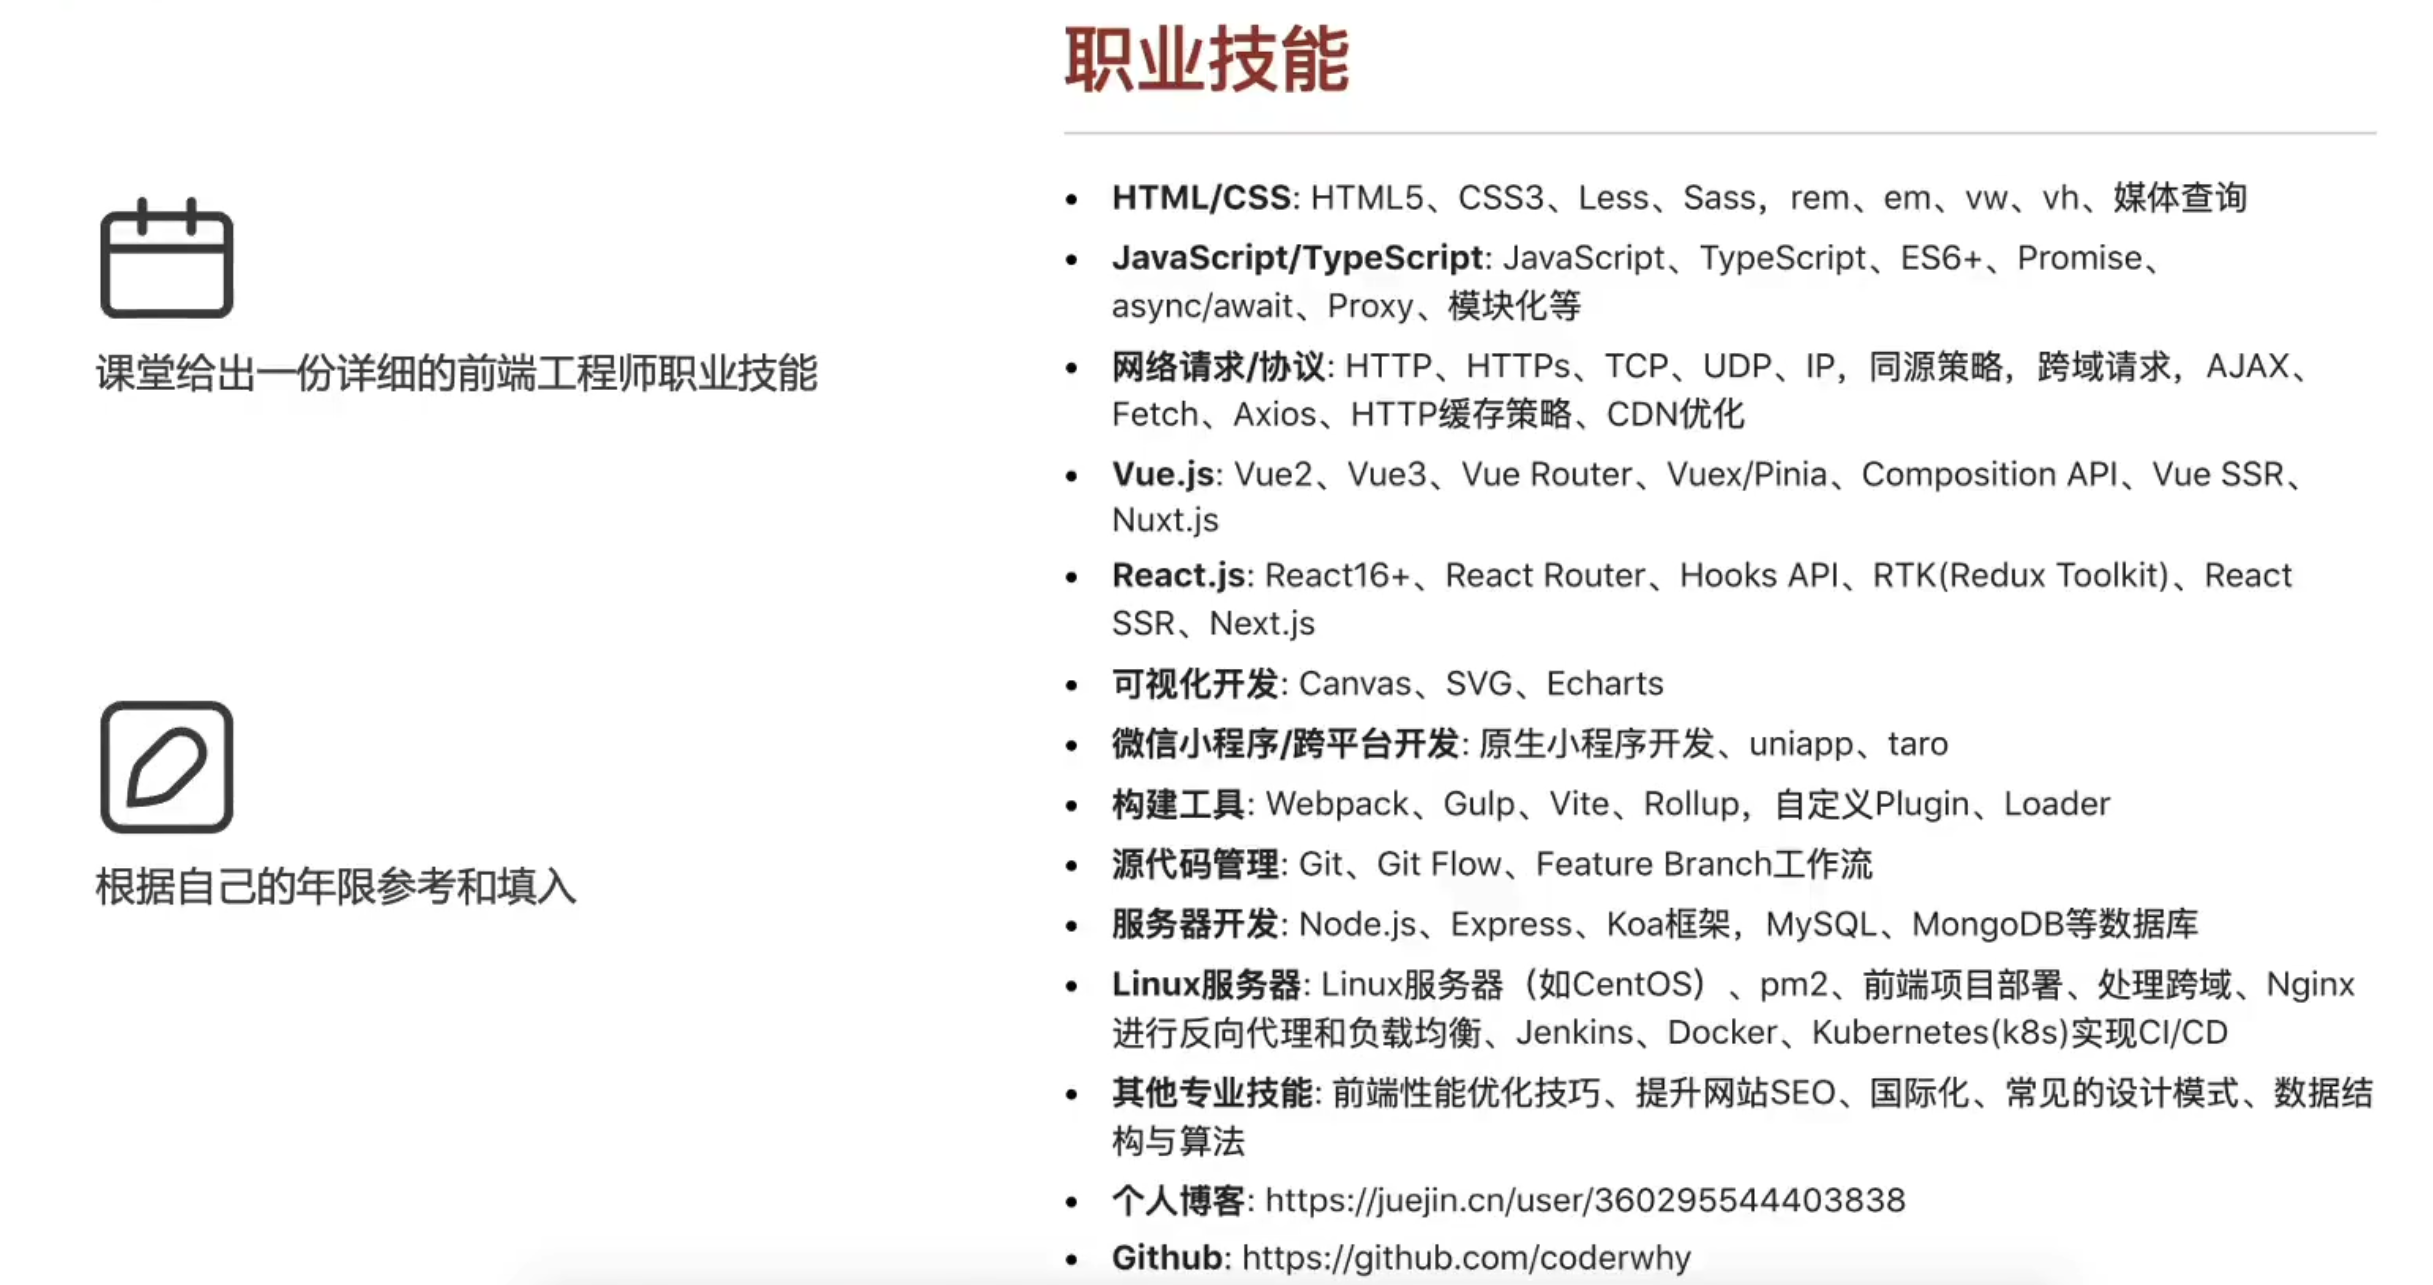 职业技能
课堂给出一份详细的前端工程师职业技能
根据自己的年限参考和填入
• HTML/CSS: HTML5、CSS3、Less、Sass，rem、em、vw、vh、媒体查询
• JavaScript/TypeScript: JavaScript、TypeScript、ES6+、Promise、
async/await、Proxy、模块化等
• 网络请求/协议: HTTP、HTTPs、TCP、UDP、IP，同源策略，跨域请求，AJAX、
Fetch、Axios、HTTP缓存策略、CDN优化
• Vue.js: Vue2、Vue3、Vue Router、Vuex/Pinia、Composition API、Vue SSR、
Nuxt.js
• React.js: React16+、React Router、Hooks API、RTK(Redux Toolkit)、React
SSR、Next.js
• 可视化开发: Canvas、SVG、Echarts
• 微信小程序/跨平台开发: 原生小程序开发、uniapp、taro
• 构建工具: Webpack、Gulp、Vite、Rollup，自定义Plugin、Loader
• 源代码管理: Git、Git Flow、Feature Branch工作流
• 服务器开发: Node.js、Express、Koa框架，MySQL、MongoDB等数据库
• Linux服务器: Linux服务器（如CentOS）、pm2、前端项目部署、处理跨域、Nginx
进行反向代理和负载均衡、Jenkins、Docker、Kubernetes(k8s)实现CI/CD
• 其他专业技能: 前端性能优化技巧、提升网站SEO、国际化、常见的设计模式、数据结
构与算法
• 个人博客: https://juejin.cn/user/360295544403838
• Github: https://github.com/coderwhy